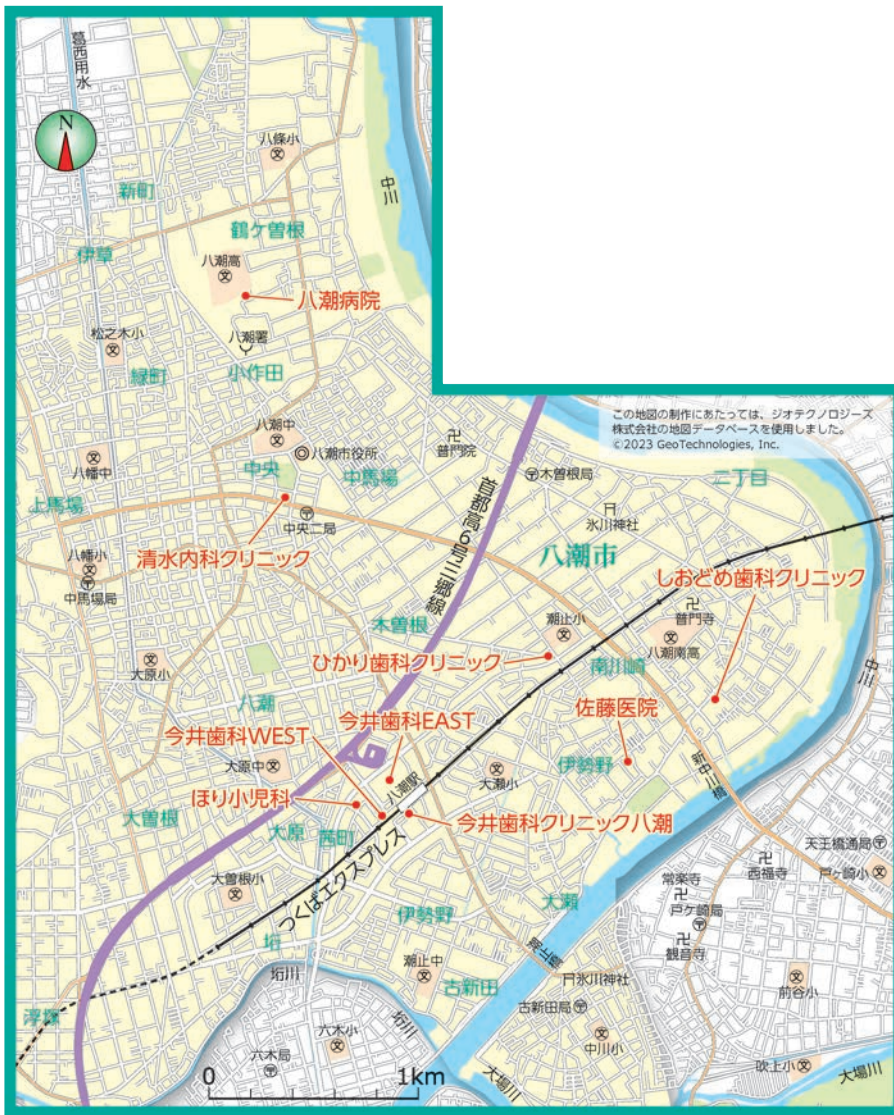 葛西用水
N
八條小
中川
新町
鶴ケ曽根
伊草
八潮高
八潮病院
八潮署
松之木小
緑町
小作田
この地図の制作にあたっては、ジオテクノロジーズ
株式会社の地図データベースを使用しました。
©2023 GeoTechnologies, Inc.
八潮中
八潮市役所
普門院
八幡中
中央
中馬場
木曽根局
二丁目
上馬場
首都高6号三郷線
中央二局
氷川神社
清水内科クリニック
八潮市
八幡小
中馬場局
しおどめ歯科クリニック
木曽根
潮止小
普門寺
八潮南高
大原小
ひかり歯科クリニック
南川崎
中川
八潮
今井歯科EAST
佐藤医院
今井歯科WEST
大原中
八潮駅
大瀬小
伊勢野
新中川橋
ほり小児科
大曽根
大原
茜町
今井歯科クリニック八潮
天王橋通局
戸ケ崎小
西福寺
常楽寺
戸ケ崎局
観音寺
つくばエクスプレス
大曽根小
伊勢野
大瀬
垳
垳川
潮止中
潮止橋
古新田
氷川神社
前谷小
浮塚
古新田局
六木小
垳川
六木局
中川小
吹上小
0
1km
大場川
大場川